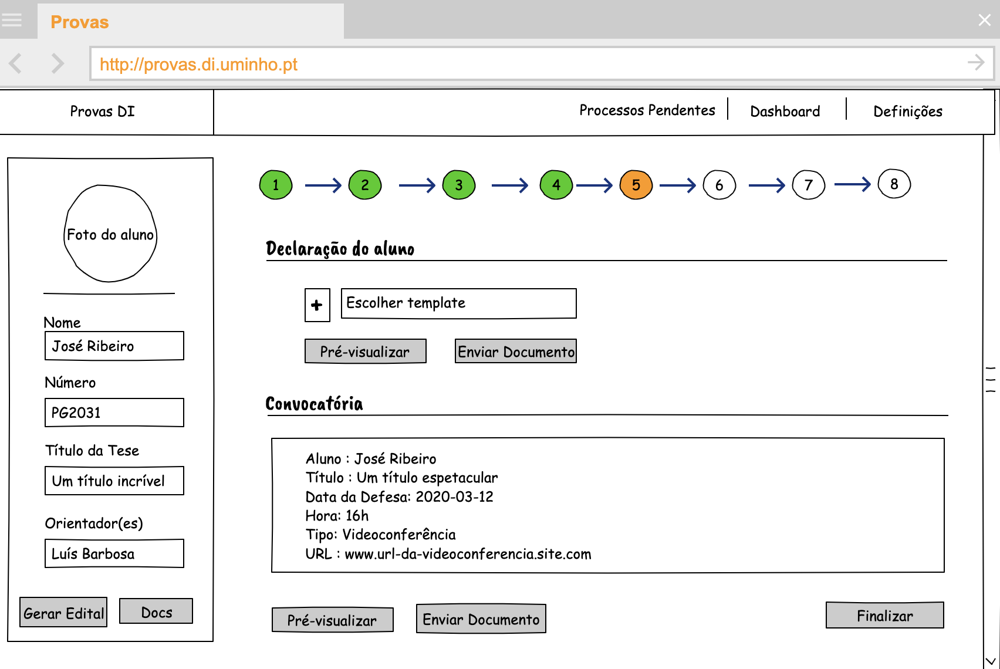 Provas
http://provas.di.uminho.pt
Provas DI
Processos Pendentes
Dashboard
Definições
1
2
3
4
5
6
7
8
Foto do aluno
Nome
José Ribeiro
Número
PG2031
Título da Tese
Um título incrível
Orientador(es)
Luís Barbosa
Gerar Edital
Docs
Declaração do aluno
+
Escolher template
Pré-visualizar
Enviar Documento
Convocatória
Aluno : José Ribeiro
Título : Um título espetacular
Data da Defesa: 2020-03-12
Hora: 16h
Tipo: Videoconferência
URL : www.url-da-videoconferencia.site.com
Pré-visualizar
Enviar Documento
Finalizar